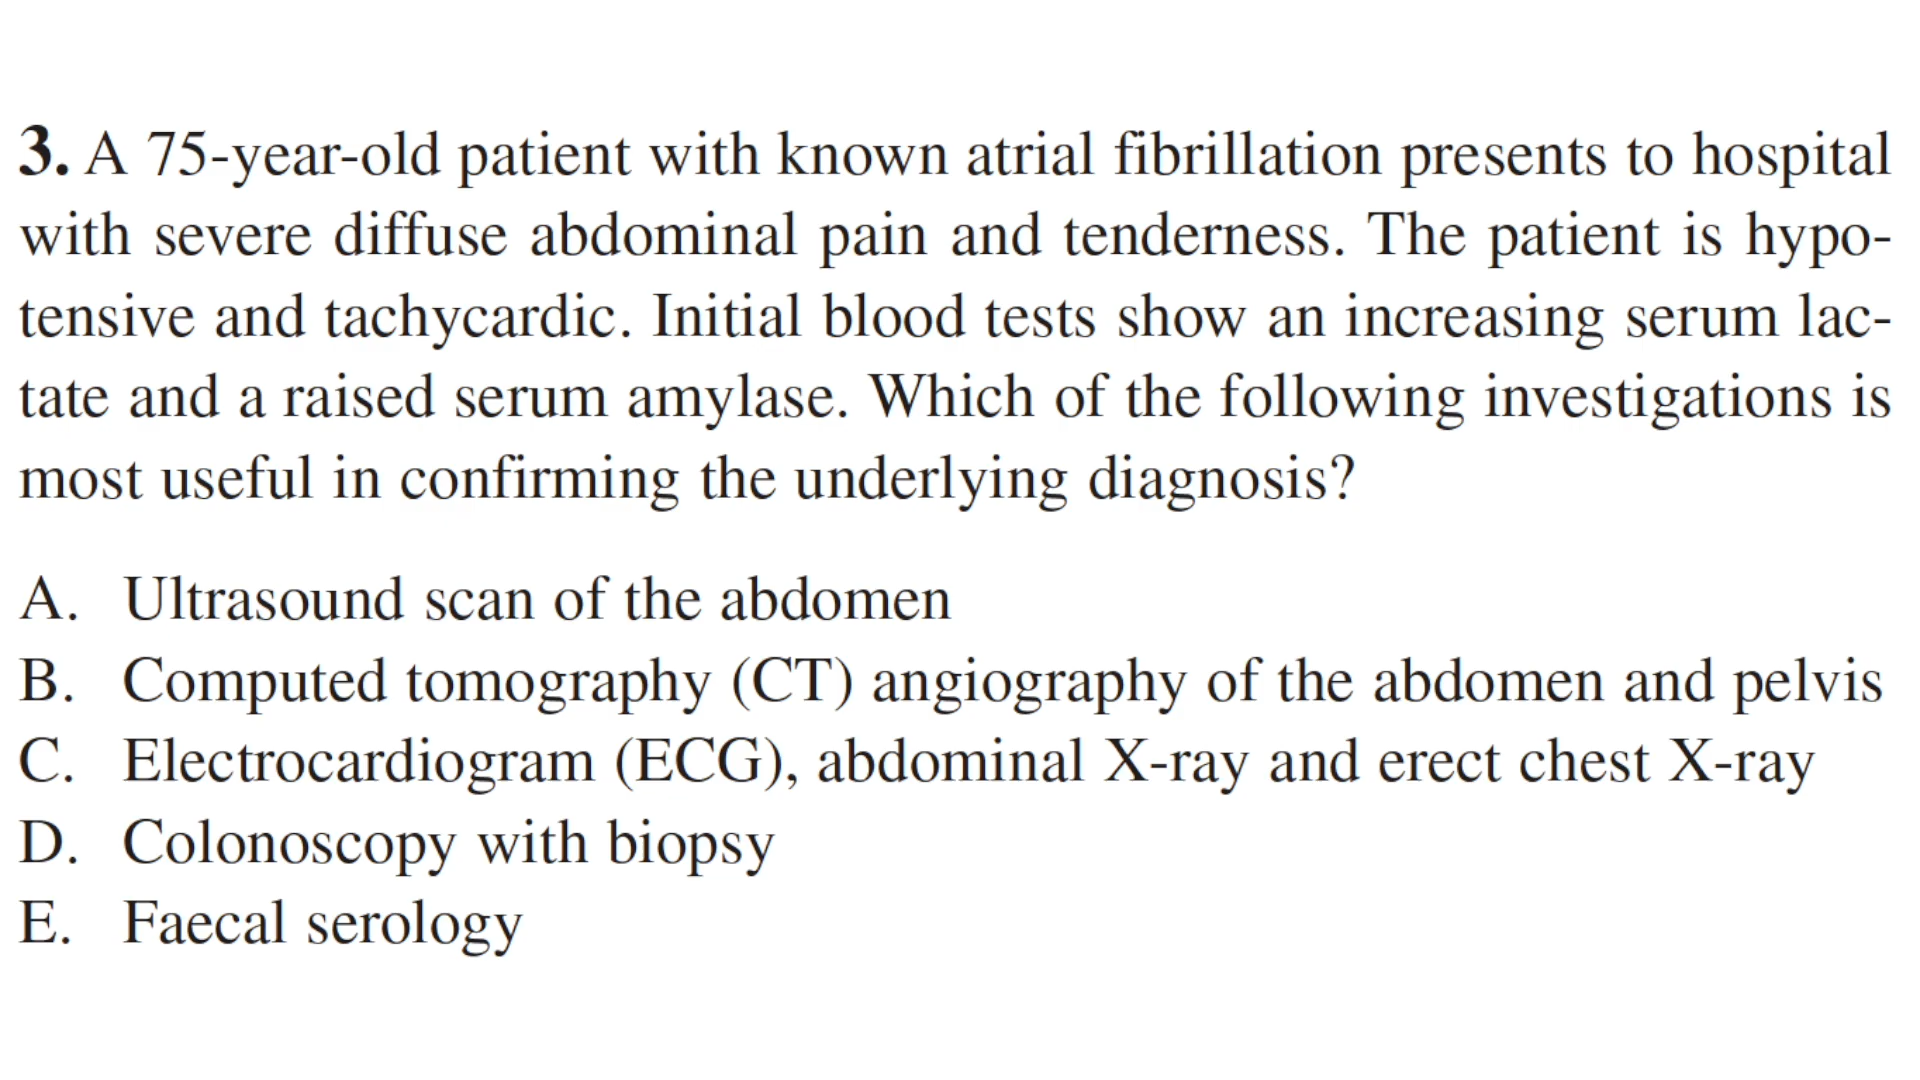 3. A 75-year-old patient with known atrial fibrillation presents to hospital
with severe diffuse abdominal pain and tenderness. The patient is hypo-
tensive and tachycardic. Initial blood tests show an increasing serum lac-
tate and a raised serum amylase. Which of the following investigations is
most useful in confirming the underlying diagnosis?
A. Ultrasound scan of the abdomen
B. Computed tomography (CT) angiography of the abdomen and pelvis
C. Electrocardiogram (ECG), abdominal X-ray and erect chest X-ray
D. Colonoscopy with biopsy
E. Faecal serology